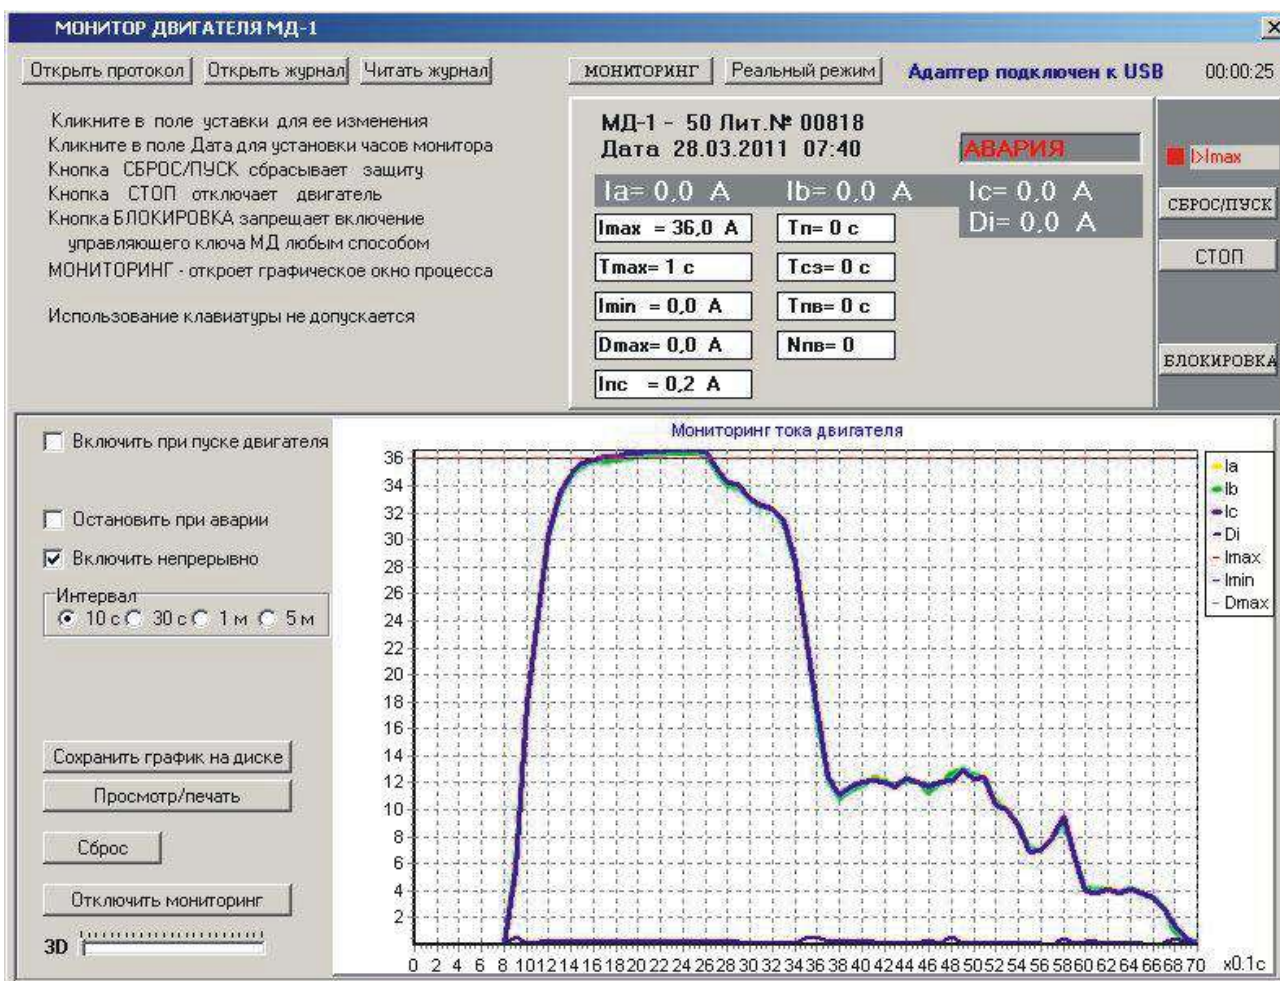 МОНИТОР ДВИГАТЕЛЯ МД-1
Открыть протокол Открыть журнал Читать журнал МОНИТОРИНГ Реальный режим Адаптер подключен к USB 00:00:25
Кликните в поле уставки для ее изменения
Кликните в поле Дата для установки часов монитора
Кнопка СБРОС/ПУСК сбрасывает защиту
Кнопка СТОП отключает двигатель
Кнопка БЛОКИРОВКА запрещает включение
управляющего ключа МД любым способом
МОНИТОРИНГ - откроет графическое окно процесса
Использование клавиатуры не допускается
МД-1 - 50 Лит.№ 00818
Дата 28.03.2011 07:40 АВАРИЯ
Ia= 0,0 А Ib= 0,0 А Ic= 0,0 А
Di= 0,0 А
Imax = 36,0 А Тп= 0 с
Tmax= 1 с Тсз= 0 с
Imin = 0,0 А Тпв= 0 с
Dmax= 0,0 А Nпв= 0
Iпс = 0,2 А
I>Imax
СБРОС/ПУСК
СТОП
БЛОКИРОВКА
Включить при пуске двигателя
Остановить при аварии
Включить непрерывно
Интервал
10 с 30 с 1 м 5 м
Сохранить график на диске
Просмотр/печать
Сброс
Отключить мониторинг
3D
Мониторинг тока двигателя
36
34
32
30
28
26
24
22
20
18
16
14
12
10
8
6
4
2
0 2 4 6 8 10 12 14 16 18 20 22 24 26 28 30 32 34 36 38 40 42 44 46 48 50 52 54 56 58 60 62 64 66 68 70 x0.1c
Ia
Ib
Ic
Di
Imax
Imin
Dmax